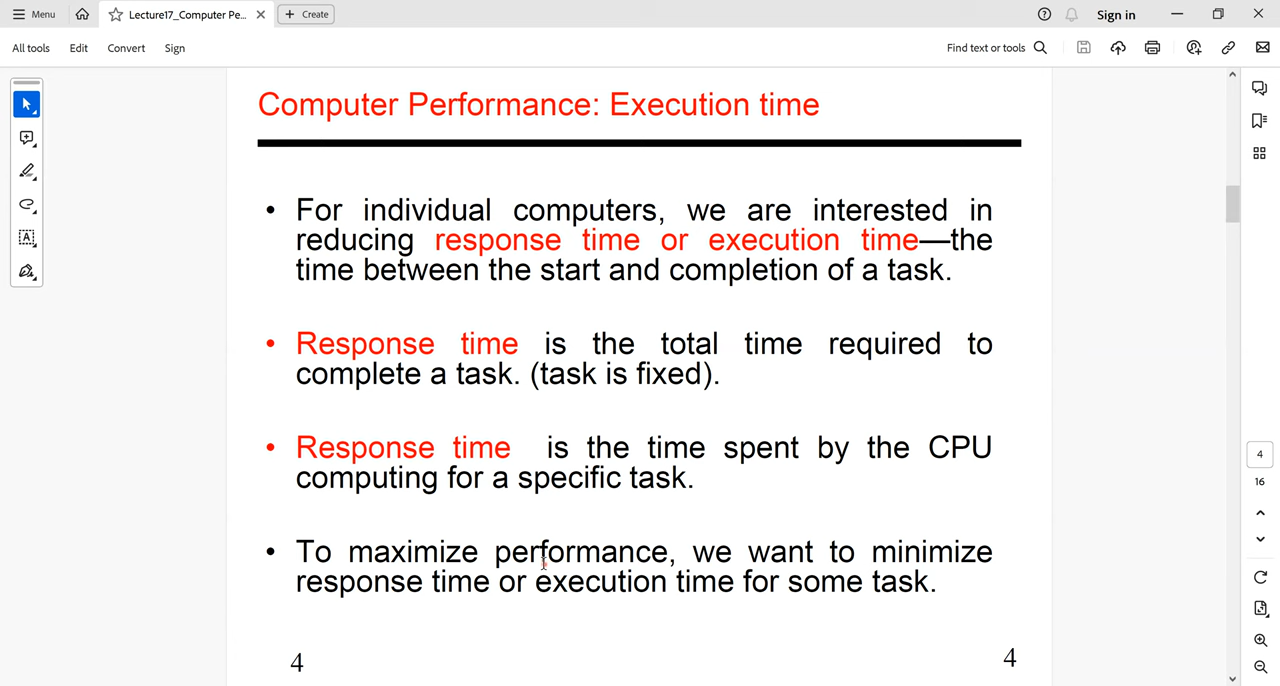 Menu
Lecture17_Computer Pe...
Create
Sign in
All tools
Edit
Convert
Sign
Find text or tools
Computer Performance: Execution time
• For individual computers, we are interested in
reducing response time or execution time—the
time between the start and completion of a task.
• Response time is the total time required to
complete a task. (task is fixed).
• Response time is the time spent by the CPU
computing for a specific task.
• To maximize performance, we want to minimize
response time or execution time for some task.
4
4
4
16